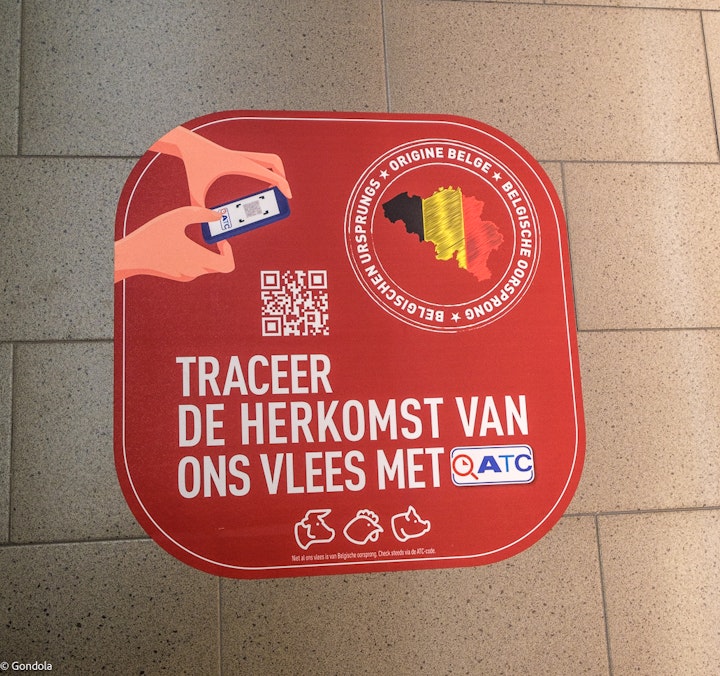 ATC
ORIGINE BELGE ★ BELGISCHE OORSPRONG ★ BELGISCHEN URSPRUNGS ★
TRACEER
DE HERKOMST VAN
ONS VLEES MET ATC
Niet al ons vlees is van Belgische oorsprong. Check steeds via de ATC-code.
© Gondola